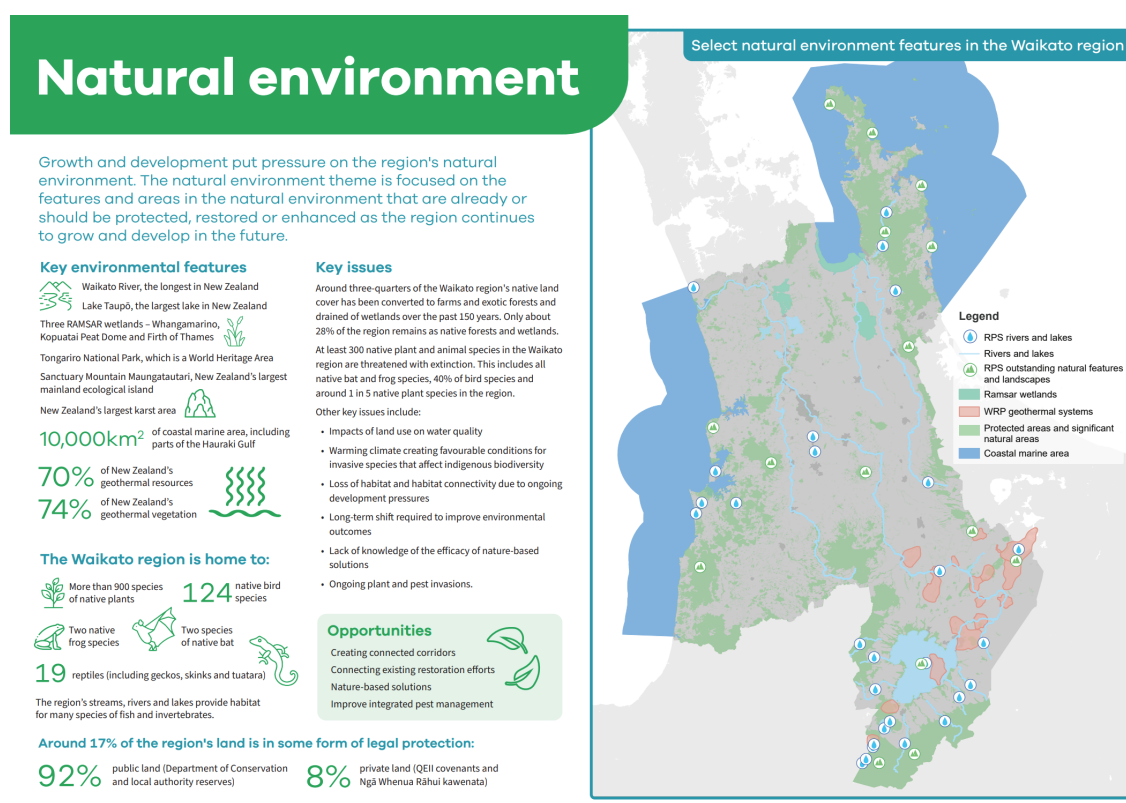 Natural environment
Growth and development put pressure on the region's natural
environment. The natural environment theme is focused on the
features and areas in the natural environment that are already or
should be protected, restored or enhanced as the region continues
to grow and develop in the future.
Key environmental features
Waikato River, the longest in New Zealand
Lake Taupō, the largest lake in New Zealand
Three RAMSAR wetlands – Whangamarino,
Kopuatai Peat Dome and Firth of Thames
Tongariro National Park, which is a World Heritage Area
Sanctuary Mountain Maungatautari, New Zealand's largest
mainland ecological island
New Zealand's largest karst area
10,000km² of coastal marine area, including
parts of the Hauraki Gulf
70% of New Zealand's
geothermal resources
74% of New Zealand's
geothermal vegetation
The Waikato region is home to:
More than 900 species
of native plants
124 native bird
species
Two native
frog species
Two species
of native bat
19 reptiles (including geckos, skinks and tuatara)
The region's streams, rivers and lakes provide habitat
for many species of fish and invertebrates.
Key issues
Around three-quarters of the Waikato region's native land
cover has been converted to farms and exotic forests and
drained of wetlands over the past 150 years. Only about
28% of the region remains as native forests and wetlands.
At least 300 native plant and animal species in the Waikato
region are threatened with extinction. This includes all
native bat and frog species, 40% of bird species and
around 1 in 5 native plant species in the region.
Other key issues include:
• Impacts of land use on water quality
• Warming climate creating favourable conditions for
invasive species that affect indigenous biodiversity
• Loss of habitat and habitat connectivity due to ongoing
development pressures
• Long-term shift required to improve environmental
outcomes
• Lack of knowledge of the efficacy of nature-based
solutions
• Ongoing plant and pest invasions.
Opportunities
Creating connected corridors
Connecting existing restoration efforts
Nature-based solutions
Improve integrated pest management
Around 17% of the region's land is in some form of legal protection:
92% public land (Department of Conservation
and local authority reserves)
8% private land (QEII covenants and
Ngā Whenua Rāhui kawenata)
Select natural environment features in the Waikato region
Legend
RPS rivers and lakes
Rivers and lakes
RPS outstanding natural features
and landscapes
Ramsar wetlands
WRP geothermal systems
Protected areas and significant
natural areas
Coastal marine area